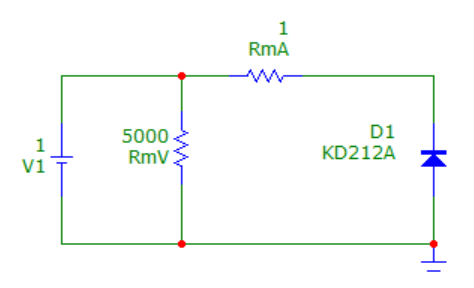 1
RmA
5000
RmV
1
V1
D1
KD212A